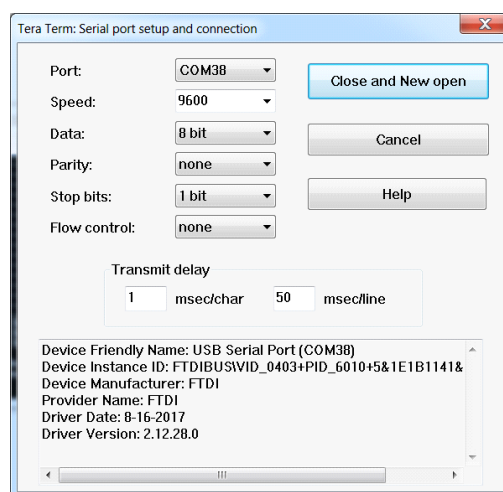 Tera Term: Serial port setup and connection
Port: COM38
Close and New open
Speed: 9600
Data: 8 bit
Cancel
Parity: none
Stop bits: 1 bit
Help
Flow control: none
Transmit delay
1 msec/char 50 msec/line
Device Friendly Name: USB Serial Port (COM38)
Device Instance ID: FTDIBUS\VID_0403+PID_6010+5&1E1B1141&
Device Manufacturer: FTDI
Provider Name: FTDI
Driver Date: 8-16-2017
Driver Version: 2.12.28.0